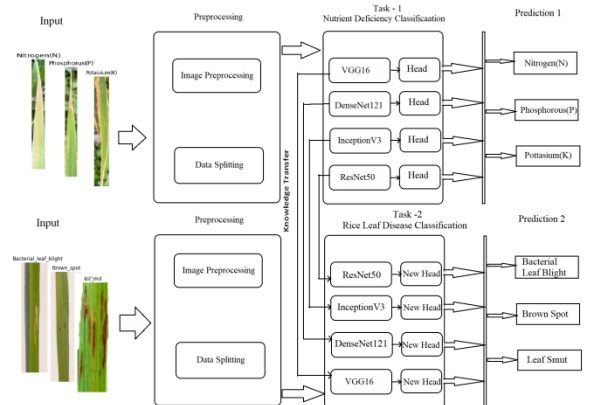 Input
Nitrogen(N)
Phosphorus(P)
Potassium(K)
Preprocessing
Image Preprocessing
Data Splitting
Task - 1
Nutrient Deficiency Classificaation
VGG16
Head
DenseNet121
Head
InceptionV3
Head
ResNet50
Head
Prediction 1
Nitrogen(N)
Phosphorus(P)
Pottasium(K)
Knowledge Transfer
Input
Bacterial_leaf_blight
Brown_spot
Preprocessing
Image Preprocessing
Data Splitting
Task -2
Rice Leaf Disease Classification
ResNet50
New Head
InceptionV3
New Head
DenseNet121
New Head
VGG16
New Head
Prediction 2
Bacterial
Leaf Blight
Brown Spot
Leaf Smut